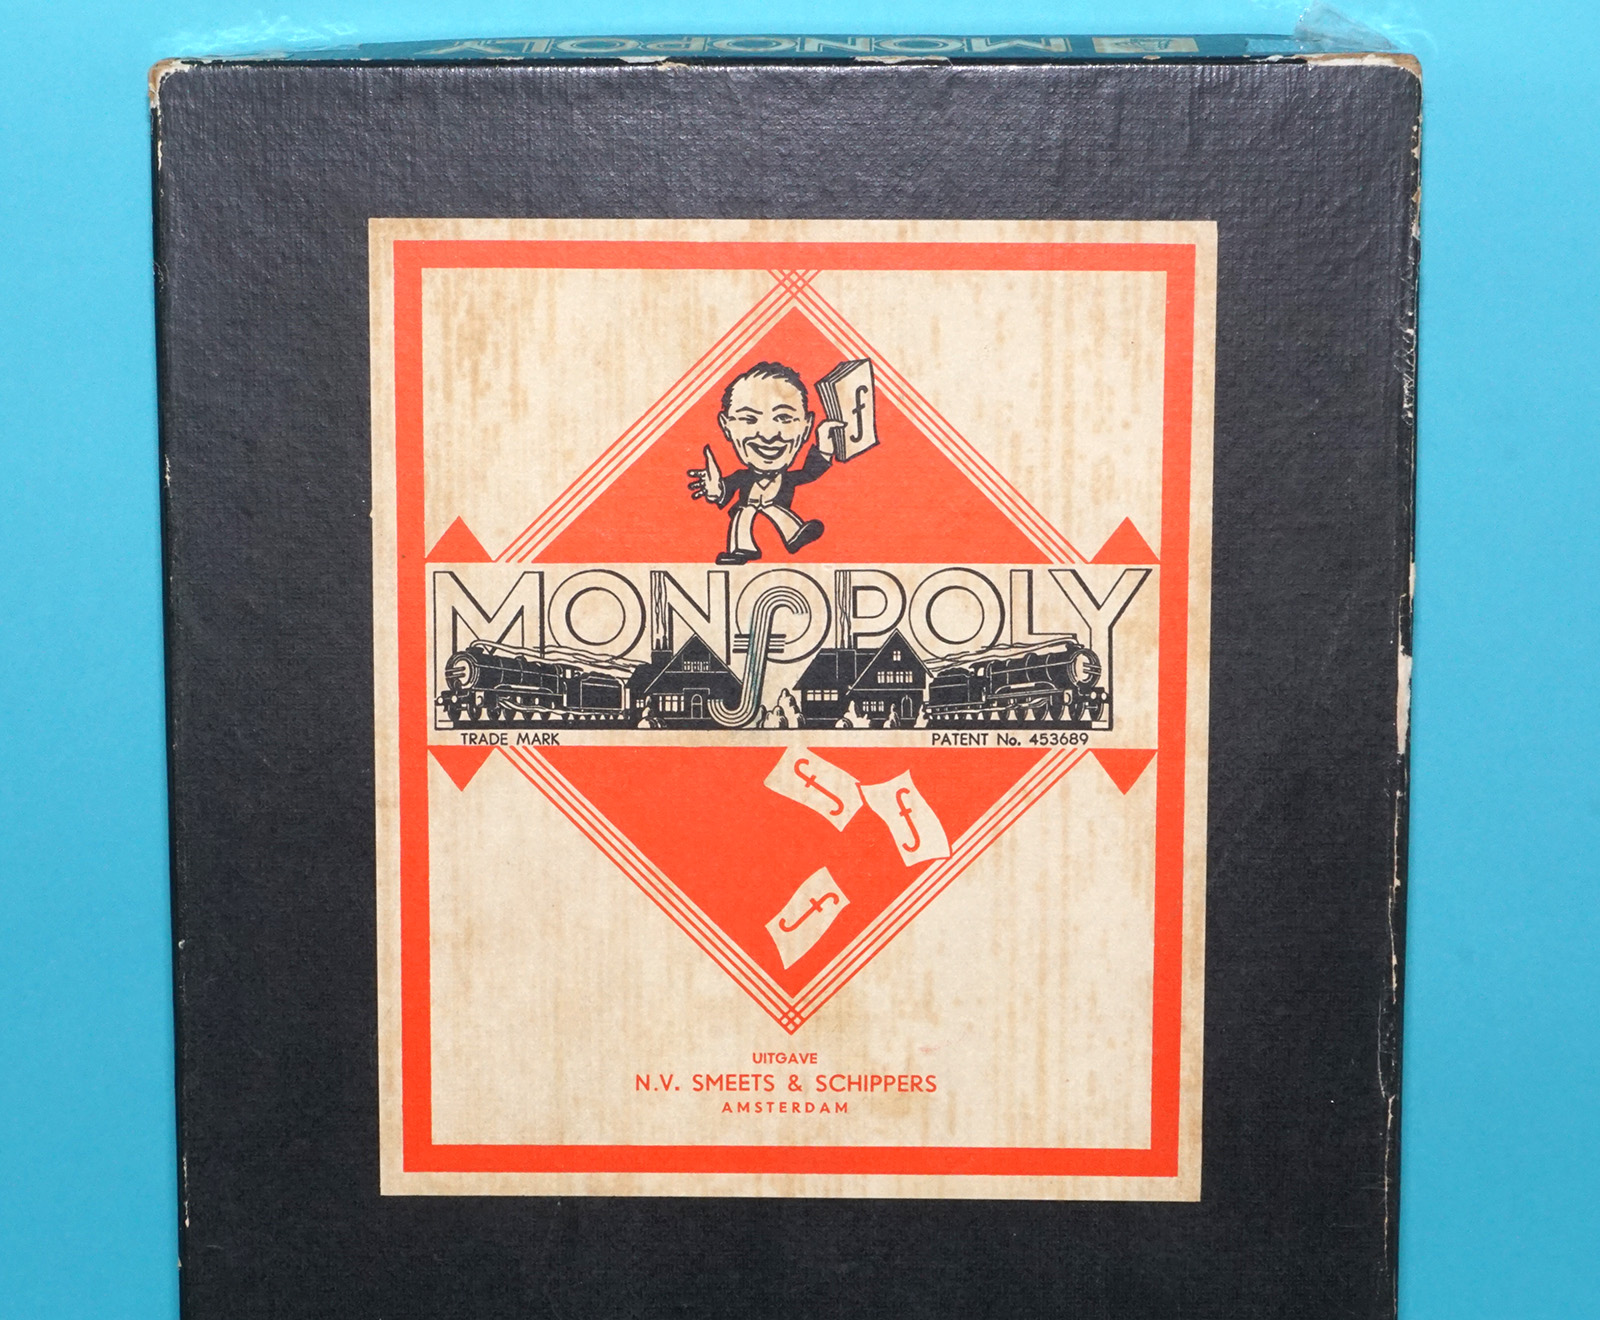 MONOPOLY
f
MONOPOLY
f
TRADE MARK
PATENT No. 453689
f
f
f
UITGAVE
N.V. SMEETS & SCHIPPERS
AMSTERDAM